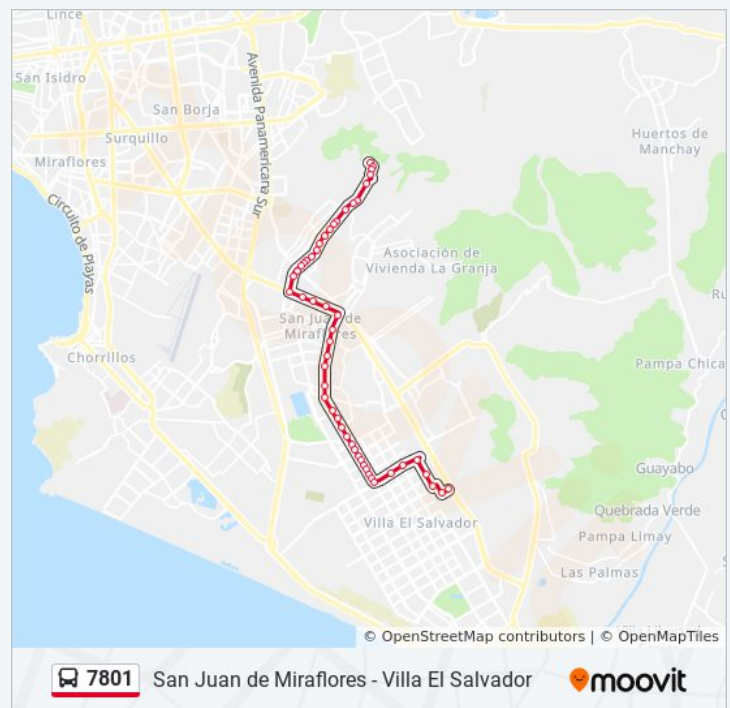 Lince
San Isidro
San Borja
Avenida Panamericana Sur
Huertos de
Manchay
Surquillo
Miraflores
Circuito de Playas
Asociación de
Vivienda La Granja
San Juan de
Miraflores
Chorrillos
Pampa Chica
Guayabo
Quebrada Verde
Villa El Salvador
Pampa Limay
Las Palmas
© OpenStreetMap contributors | © OpenMapTiles
7801 San Juan de Miraflores - Villa El Salvador moovit